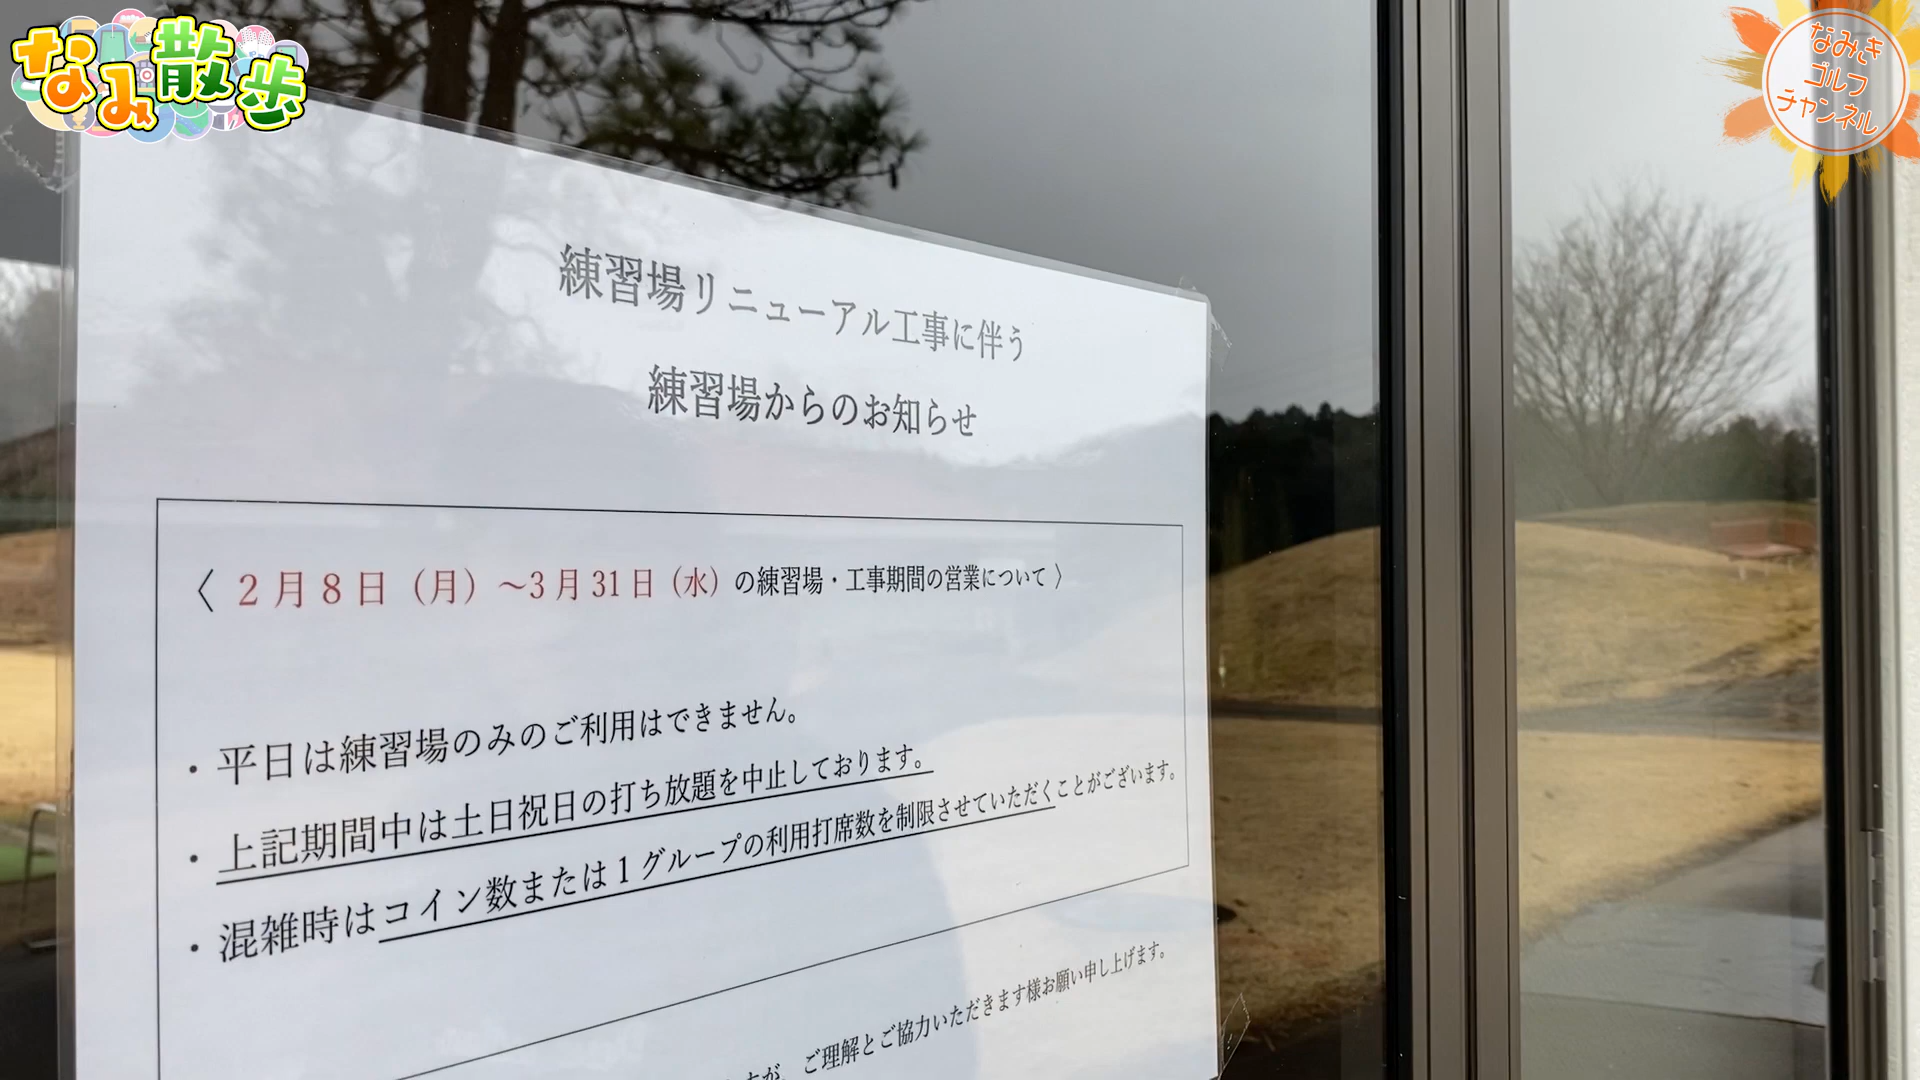 なみ散歩
なみき
ゴルフ
チャンネル
練習場リニューアル工事に伴う
練習場からのお知らせ
〈 2月8日（月）～3月31日（水）の練習場・工事期間の営業について 〉
・平日は練習場のみのご利用はできません。
・上記期間中は土日祝日の打ち放題を中止しております。
・混雑時はコイン数または1グループの利用打席数を制限させていただくことがございます。
が、ご理解とご協力いただきます様お願い申し上げます。